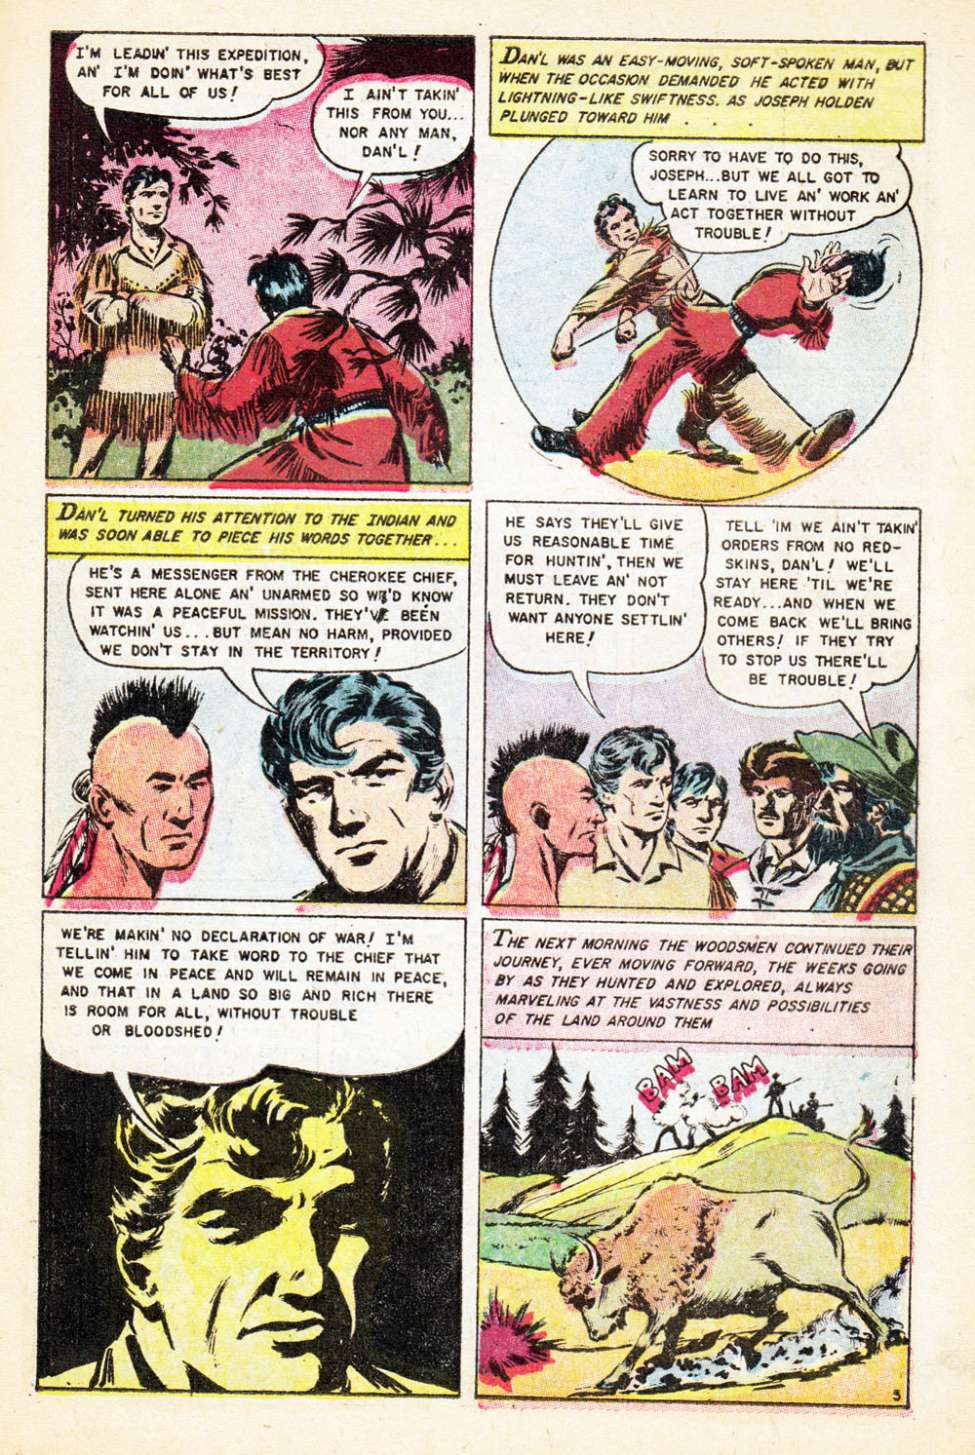 I'M LEADIN' THIS EXPEDITION,
AN' I'M DOIN' WHAT'S BEST
FOR ALL OF US!
I AIN'T TAKIN'
THIS FROM YOU...
NOR ANY MAN,
DAN'L!
DAN'L WAS AN EASY-MOVING, SOFT-SPOKEN MAN, BUT
WHEN THE OCCASION DEMANDED HE ACTED WITH
LIGHTNING-LIKE SWIFTNESS. AS JOSEPH HOLDEN
PLUNGED TOWARD HIM . . . .
SORRY TO HAVE TO DO THIS,
JOSEPH...BUT WE ALL GOT TO
LEARN TO LIVE AN' WORK AN'
ACT TOGETHER WITHOUT
TROUBLE!
DAN'L TURNED HIS ATTENTION TO THE INDIAN AND
WAS SOON ABLE TO PIECE HIS WORDS TOGETHER...
HE'S A MESSENGER FROM THE CHEROKEE CHIEF,
SENT HERE ALONE AN' UNARMED SO WE'D KNOW
IT WAS A PEACEFUL MISSION. THEY'VE BEEN
WATCHIN' US...BUT MEAN NO HARM, PROVIDED
WE DON'T STAY IN THE TERRITORY!
HE SAYS THEY'LL GIVE
US REASONABLE TIME
FOR HUNTIN', THEN WE
MUST LEAVE AN' NOT
RETURN. THEY DON'T
WANT ANYONE SETTLIN'
HERE!
TELL 'IM WE AIN'T TAKIN'
ORDERS FROM NO RED-
SKINS, DAN'L! WE'LL
STAY HERE 'TIL WE'RE
READY...AND WHEN WE
COME BACK WE'LL BRING
OTHERS! IF THEY TRY
TO STOP US THERE'LL
BE TROUBLE!
WE'RE MAKIN' NO DECLARATION OF WAR! I'M
TELLIN' HIM TO TAKE WORD TO THE CHIEF THAT
WE COME IN PEACE AND WILL REMAIN IN PEACE,
AND THAT IN A LAND SO BIG AND RICH THERE
IS ROOM FOR ALL, WITHOUT TROUBLE
OR BLOODSHED!
THE NEXT MORNING THE WOODSMEN CONTINUED THEIR
JOURNEY, EVER MOVING FORWARD, THE WEEKS GOING
BY AS THEY HUNTED AND EXPLORED, ALWAYS
MARVELING AT THE VASTNESS AND POSSIBILITIES
OF THE LAND AROUND THEM
BAM
BAM
3